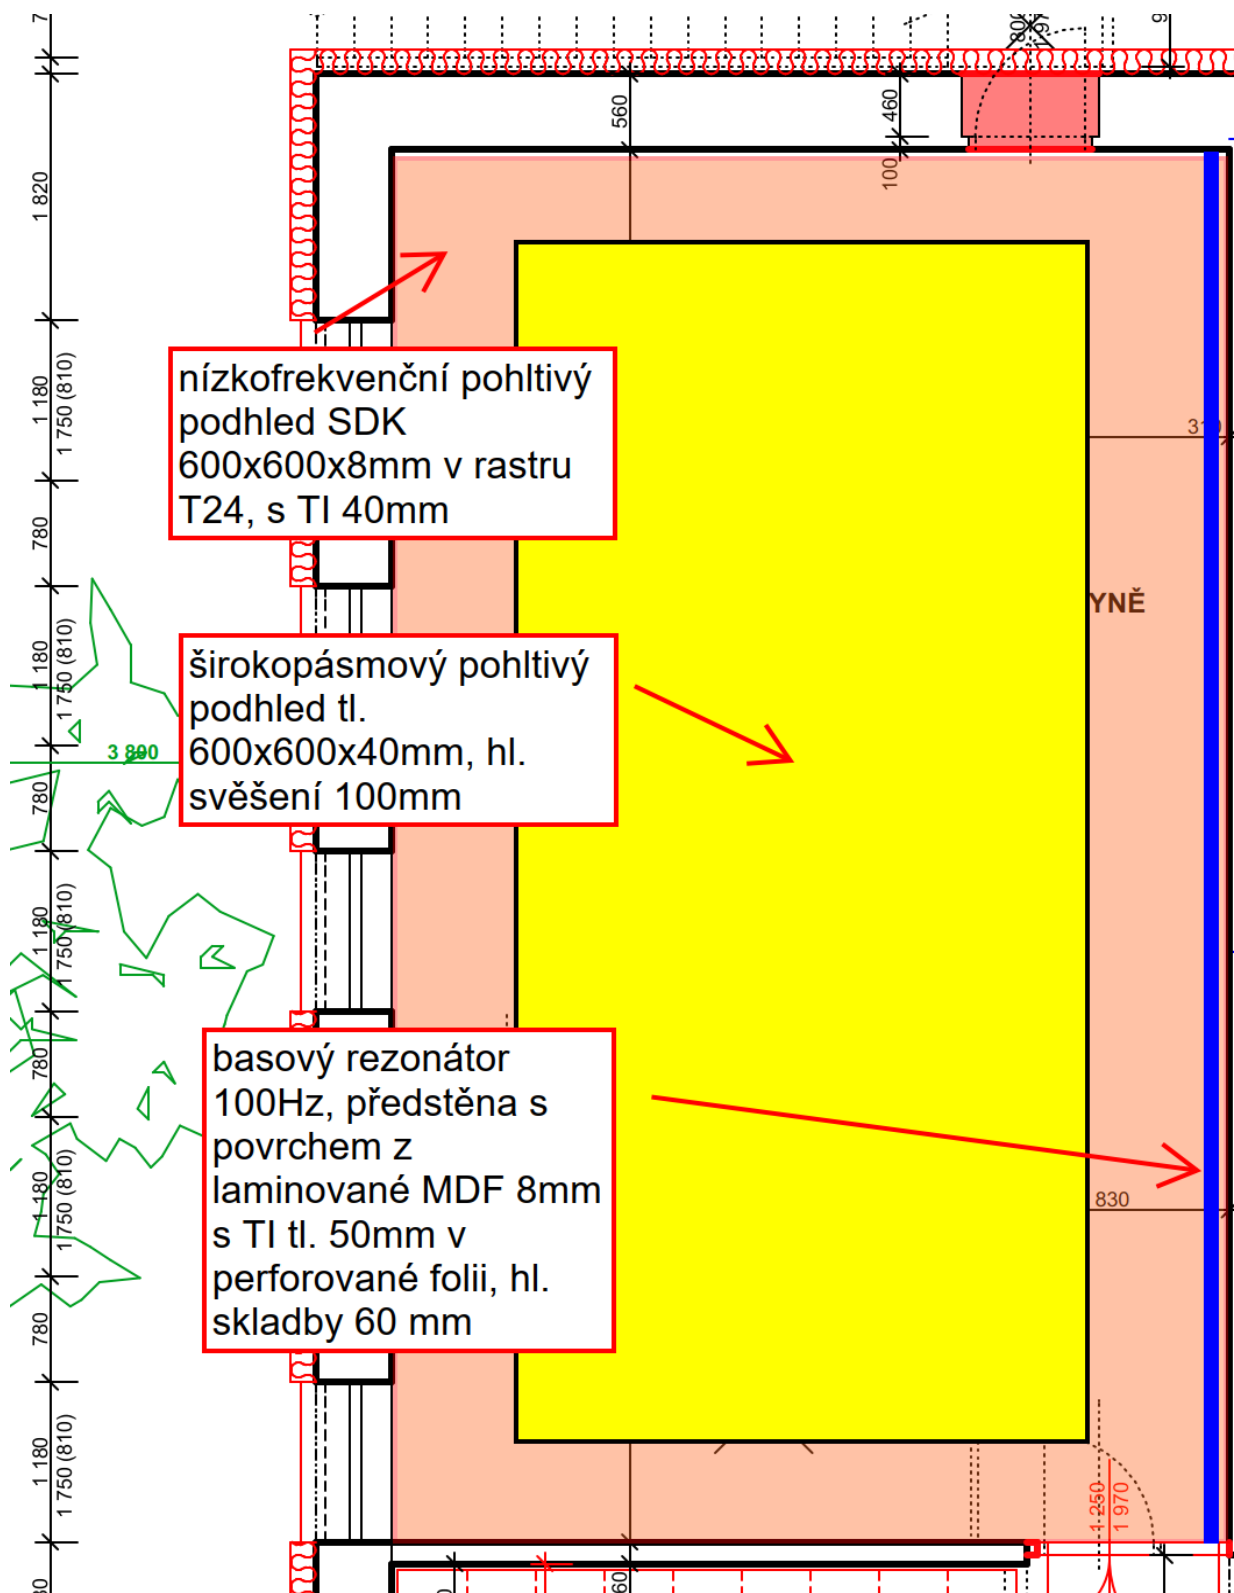 560
460
100
1 820
1 180
1 750 (810)
nízkofrekvenční pohltivý
podhled SDK
600x600x8mm v rastru
T24, s TI 40mm
780
YNĚ
1 180
1 750 (810)
širokopásmový pohltivý
podhled tl.
600x600x40mm, hl.
svěšení 100mm
780
1 180
1 750 (810)
780
basový rezonátor
100Hz, předstěna s
povrchem z
laminované MDF 8mm
s TI tl. 50mm v
perforované folii, hl.
skladby 60 mm
1 180
1 750 (810)
830
780
1 180
1 750 (810)
1 250
1 970